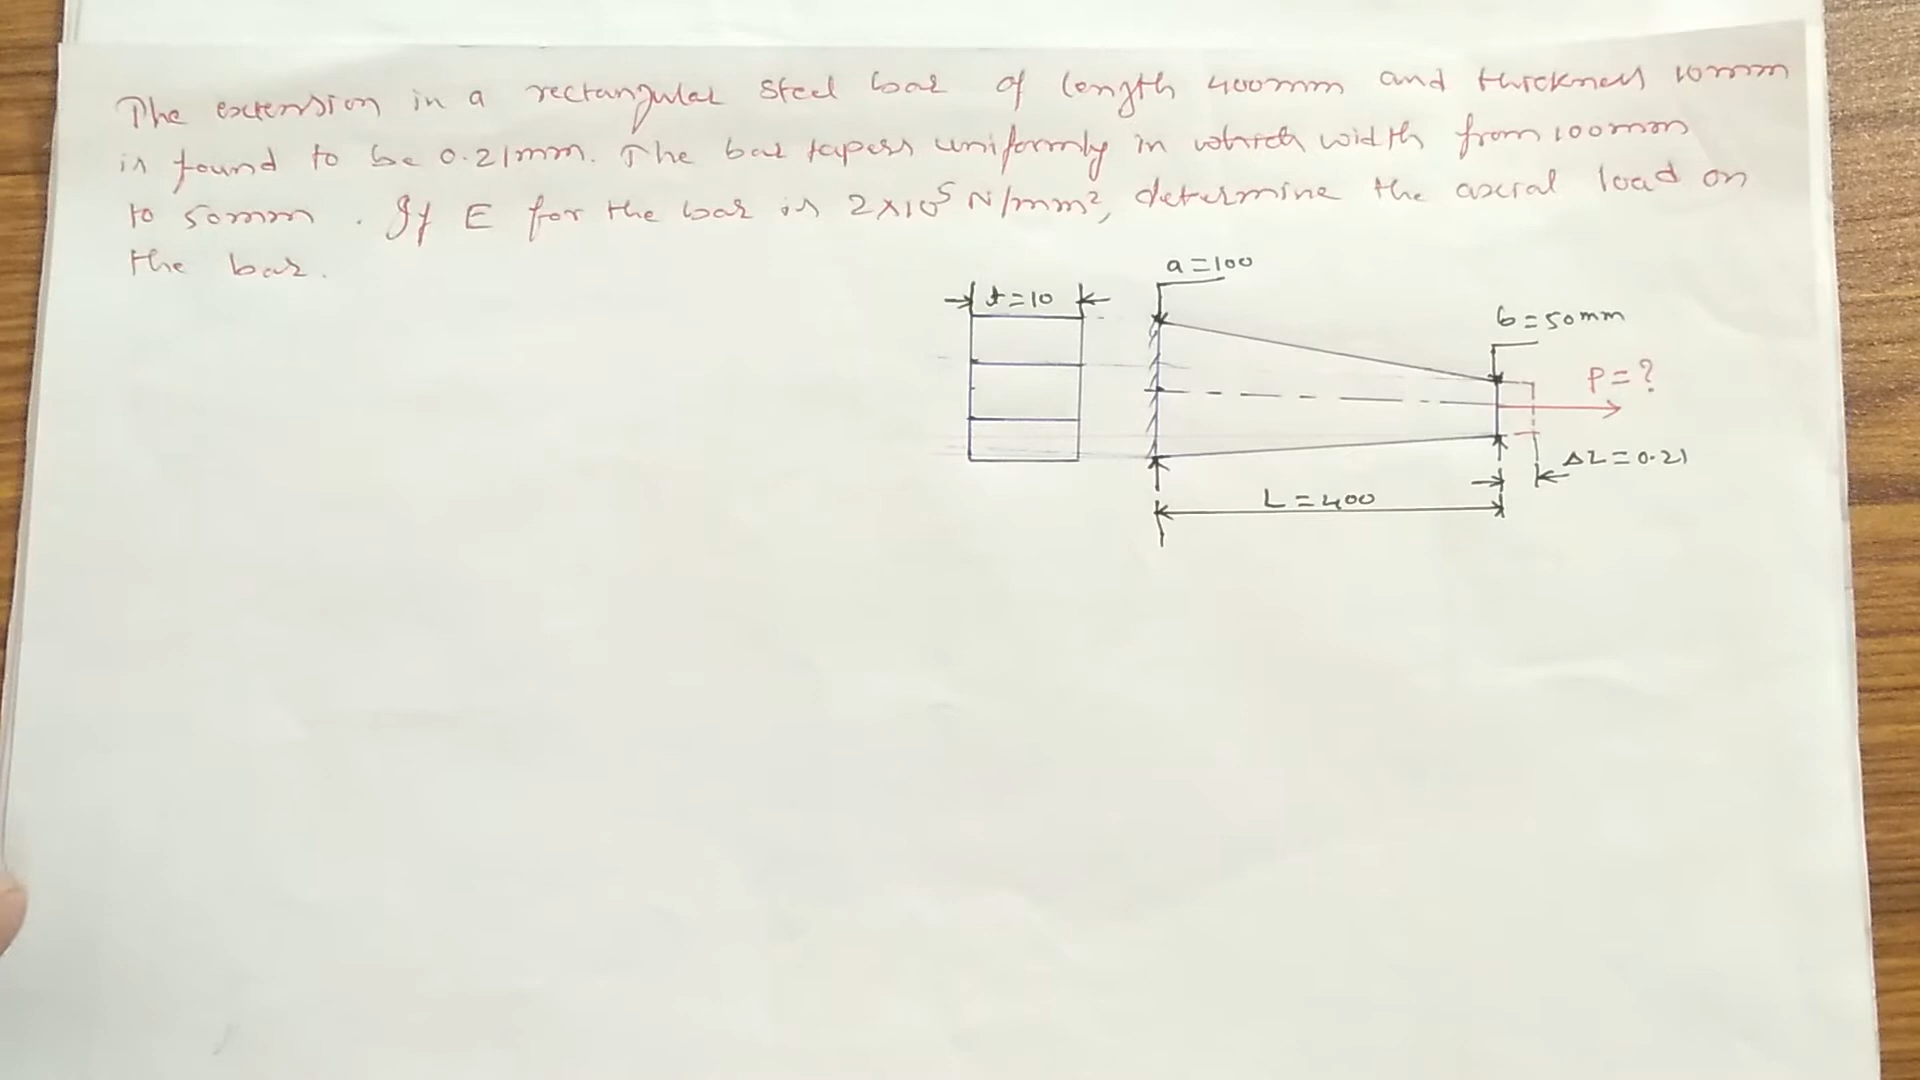 The extension in a rectangular steel bar of length 400mm and thickness 10mm
is found to be 0.21mm. The bar tapers uniformly in which width from 100mm
to 50mm . If E for the bar is 2×10⁵ N/mm², determine the axial load on
the bar.
a=100
t=10
b=50mm
P=?
ΔL=0.21
L=400